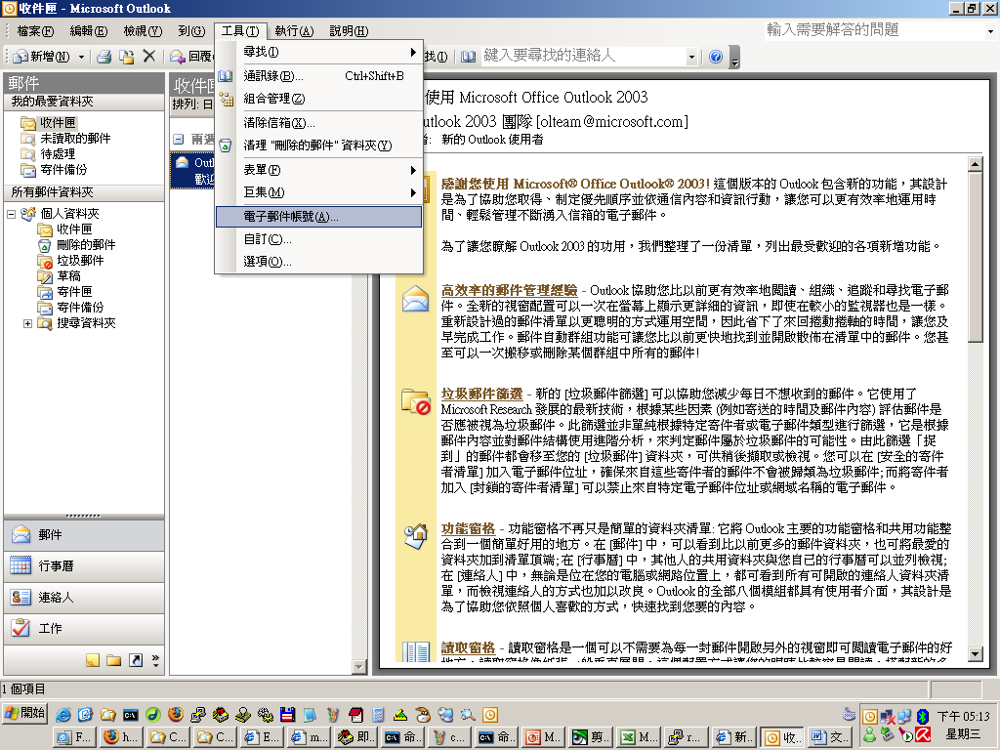 收件匣 - Microsoft Outlook
檔案(F) 編輯(E) 檢視(V) 到(G) 工具(T) 執行(A) 說明(H)
輸入需要解答的問題
新增(N) 回覆 找(I) 鍵入要尋找的連絡人
尋找(I)
通訊錄(B)... Ctrl+Shift+B
組合管理(Z)
清除信箱(X)...
清理 "刪除的郵件" 資料夾(Y)
表單(F)
巨集(M)
電子郵件帳號(A)...
自訂(C)...
選項(O)...
郵件
我的最愛資料夾
收件匣
未讀取的郵件
待處理
寄件備份
所有郵件資料夾
個人資料夾
收件匣
刪除的郵件
垃圾郵件
草稿
寄件匣
寄件備份
搜尋資料夾
郵件
行事曆
連絡人
工作
收件匣
排列: 日
兩週
Outl
歡迎
使用 Microsoft Office Outlook 2003
utlook 2003 團隊 [olteam@microsoft.com]
者: 新的 Outlook 使用者
感謝您使用 Microsoft® Office Outlook® 2003! 這個版本的 Outlook 包含新的功能，其設計
是為了協助您取得、制定優先順序並依通信內容和資訊行動，讓您可以更有效率地運用時
間、輕鬆管理不斷湧入信箱的電子郵件。
為了讓您瞭解 Outlook 2003 的功用，我們整理了一份清單，列出最受歡迎的各項新增功能。
高效率的郵件管理經驗 - Outlook 協助您比以前更有效率地閱讀、組織、追蹤和尋找電子郵
件。全新的視窗配置可以一次在螢幕上顯示更詳細的資訊，即使在較小的監視器也是一樣。
重新設計過的郵件清單以更聰明的方式運用空間，因此省下了來回捲動捲軸的時間，讓您及
早完成工作。郵件自動群組功能可讓您比以前更快地找到並開啟散佈在清單中的郵件。您甚
至可以一次搬移或刪除某個群組中所有的郵件!
垃圾郵件篩選 - 新的 [垃圾郵件篩選] 可以協助您減少每日不想收到的郵件。它使用了
Microsoft Research 發展的最新技術，根據某些因素 (例如寄送的時間及郵件內容) 評估郵件是
否應被視為垃圾郵件。此篩選並非單純根據特定寄件者或電子郵件類型進行篩選，它是根據
郵件內容並對郵件結構使用進階分析，來判定郵件屬於垃圾郵件的可能性。由此篩選「捉
到」的郵件都會移至您的 [垃圾郵件] 資料夾，可供稍後擷取或檢視。您可以在 [安全的寄件
者清單] 加入電子郵件位址，確保來自這些寄件者的郵件不會被歸類為垃圾郵件; 而將寄件者
加入 [封鎖的寄件者清單] 可以禁止來自特定電子郵件位址或網域名稱的電子郵件。
功能窗格 - 功能窗格不再只是簡單的資料夾清單: 它將 Outlook 主要的功能窗格和共用功能整
合到一個簡單好用的地方。在 [郵件] 中，可以看到比以前更多的郵件資料夾，也可將最愛的
資料夾加到清單頂端; 在 [行事曆] 中，其他人的共用資料夾與您自己的行事曆可以並列檢視;
在 [連絡人] 中，無論是位在您的電腦或網路位置上，都可看到所有可開啟的連絡人資料夾清
單，而檢視連絡人的方式也加以改良。Outlook 的全部八個模組都具有使用者介面，其設計是
為了協助您依照個人喜歡的方式，快速找到您要的內容。
讀取窗格 - 讀取窗格是一個可以不需要為每一封郵件開啟另外的視窗即可閱讀電子郵件的好
1 個項目
開始
下午 05:13
星期三
F... h... C... C... E... m... 即... 命... c... 命... M... 剪... M... r... 新... 收... 文...